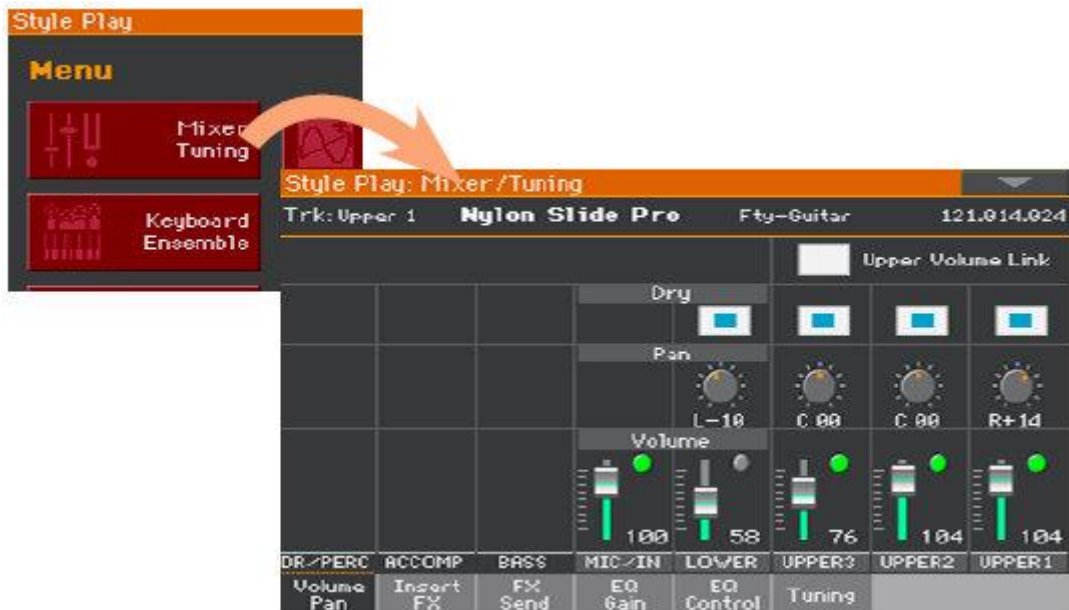 Style Play
Menu
Mixer
Tuning
Keyboard
Ensemble
Style Play: Mixer/Tuning
Trk: Upper 1 Nylon Slide Pro Fty-Guitar 121.014.024
Upper Volume Link
Dry
Pan
L-10 C 00 C 00 R+14
Volume
100 58 76 104 104
DR/PERC ACCOMP BASS MIC/IN LOWER UPPER3 UPPER2 UPPER1
Volume Pan Insert FX FX Send EQ Gain EQ Control Tuning